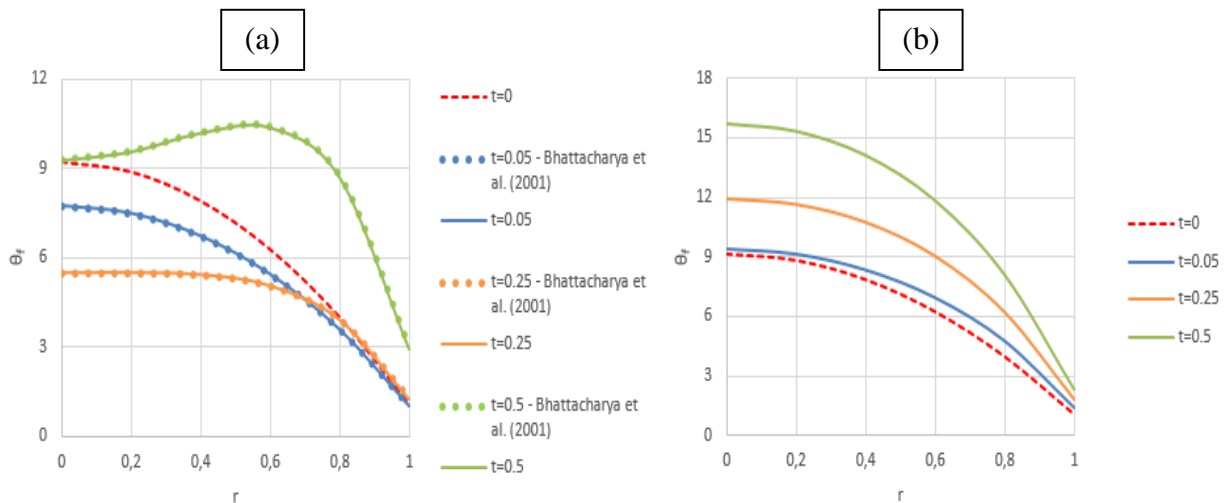 (a)
12
9
6
3
0
θf
0
0,2
0,4
0,6
0,8
1
r
t=0
t=0.05 - Bhattacharya et
al. (2001)
t=0.05
t=0.25 - Bhattacharya et
al. (2001)
t=0.25
t=0.5 - Bhattacharya et
al. (2001)
t=0.5
(b)
18
15
12
9
6
3
0
θf
0
0,2
0,4
0,6
0,8
1
r
t=0
t=0.05
t=0.25
t=0.5